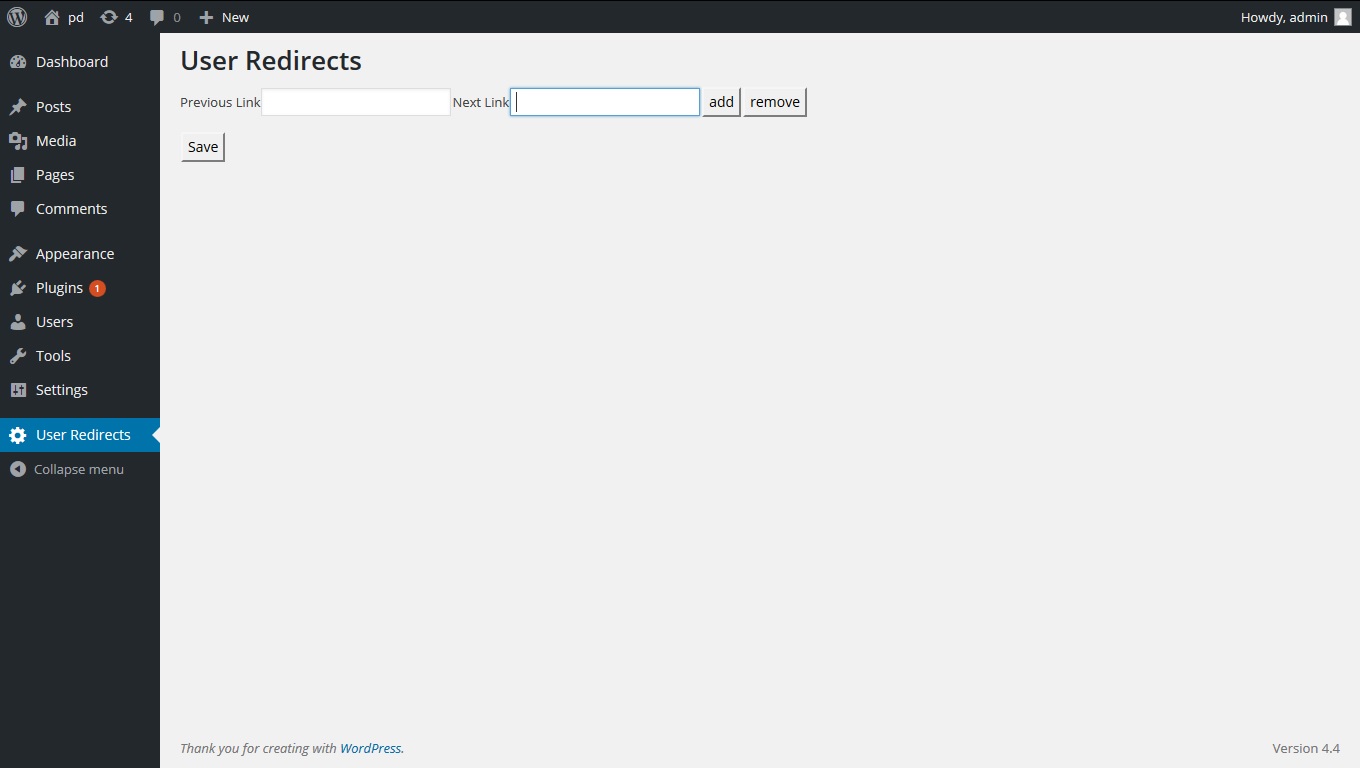 pd 4 0 New Howdy, admin
Dashboard
Posts
Media
Pages
Comments
Appearance
Plugins 1
Users
Tools
Settings
User Redirects
Collapse menu
User Redirects
Previous Link Next Link add remove
Save
Thank you for creating with WordPress. Version 4.4